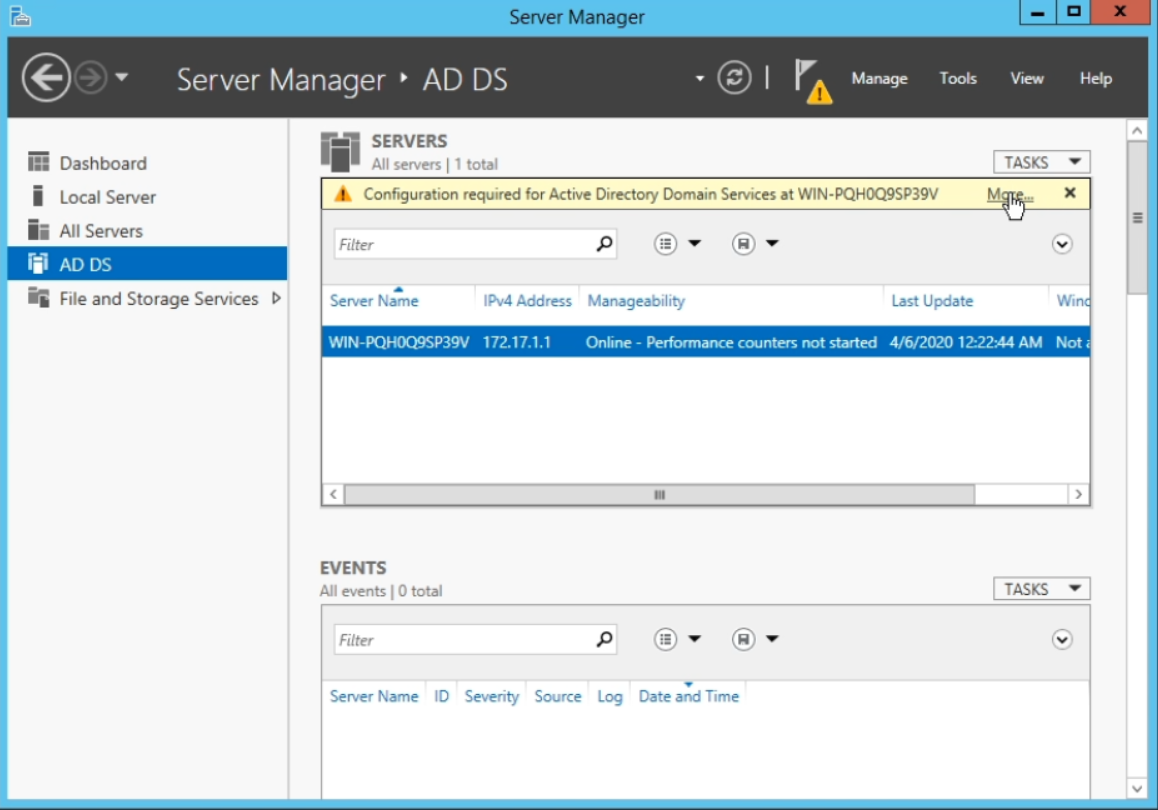 Server Manager
Server Manager ‣ AD DS
Manage Tools View Help
Dashboard
Local Server
All Servers
AD DS
File and Storage Services
SERVERS
All servers | 1 total
TASKS
Configuration required for Active Directory Domain Services at WIN-PQH0Q9SP39V More...
Filter
Server Name IPv4 Address Manageability Last Update Wind
WIN-PQH0Q9SP39V 172.17.1.1 Online - Performance counters not started 4/6/2020 12:22:44 AM Not a
EVENTS
All events | 0 total
TASKS
Filter
Server Name ID Severity Source Log Date and Time